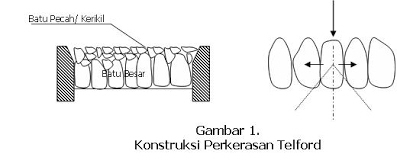 Batu Pecah/ Kerikil
Batu Besar
Gambar 1.
Konstruksi Perkerasan Telford